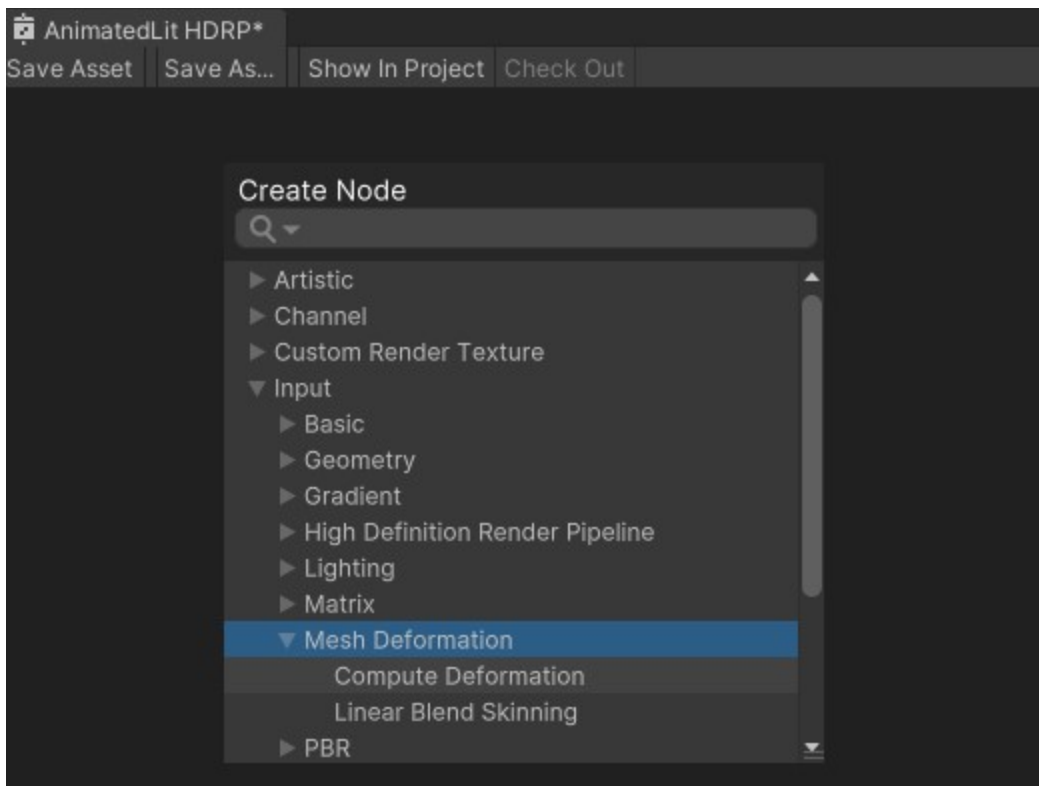 AnimatedLit HDRP*
Save Asset Save As... Show In Project Check Out
Create Node
Artistic
Channel
Custom Render Texture
Input
Basic
Geometry
Gradient
High Definition Render Pipeline
Lighting
Matrix
Mesh Deformation
Compute Deformation
Linear Blend Skinning
PBR